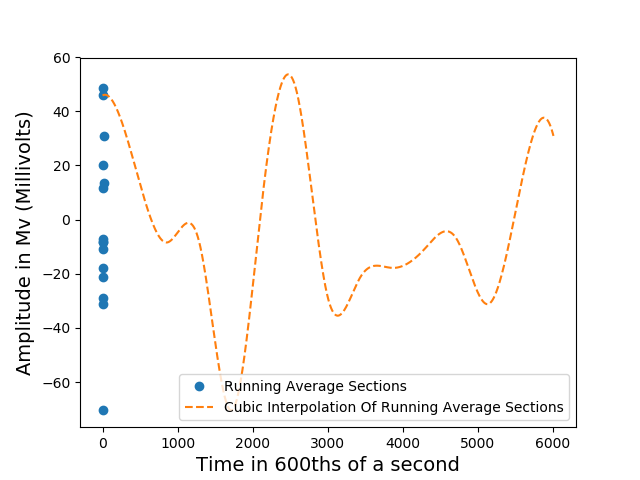 60
40
20
0
−20
−40
−60
Amplitude in Mv (Millivolts)
Running Average Sections
Cubic Interpolation Of Running Average Sections
0 1000 2000 3000 4000 5000 6000
Time in 600ths of a second